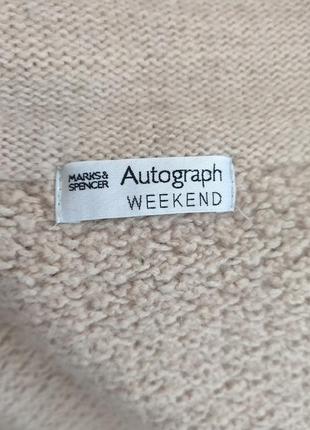 MARKS &
SPENCER
Autograph
WEEKEND